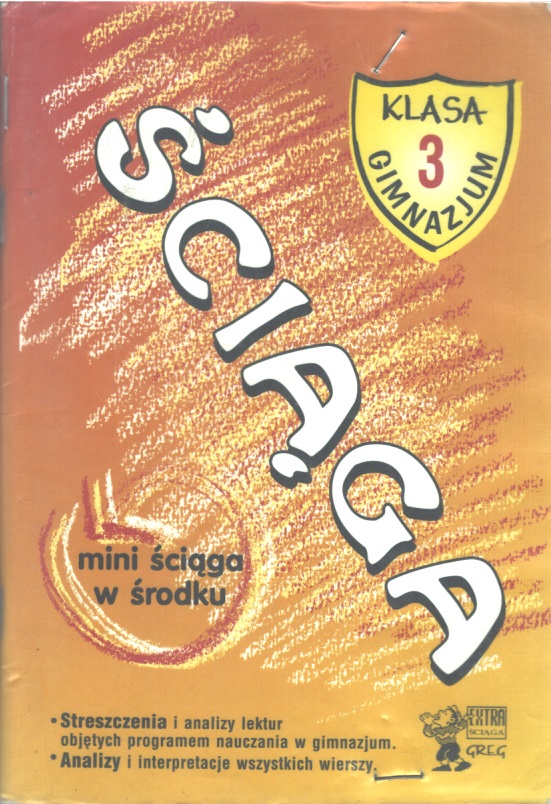 KLASA
3
GIMNAZJUM
ŚCIĄGA
mini ściąga
w środku
• Streszczenia i analizy lektur
objętych programem nauczania w gimnazjum.
• Analizy i interpretacje wszystkich wierszy.
EXTRA
ŚCIĄGA
GREG